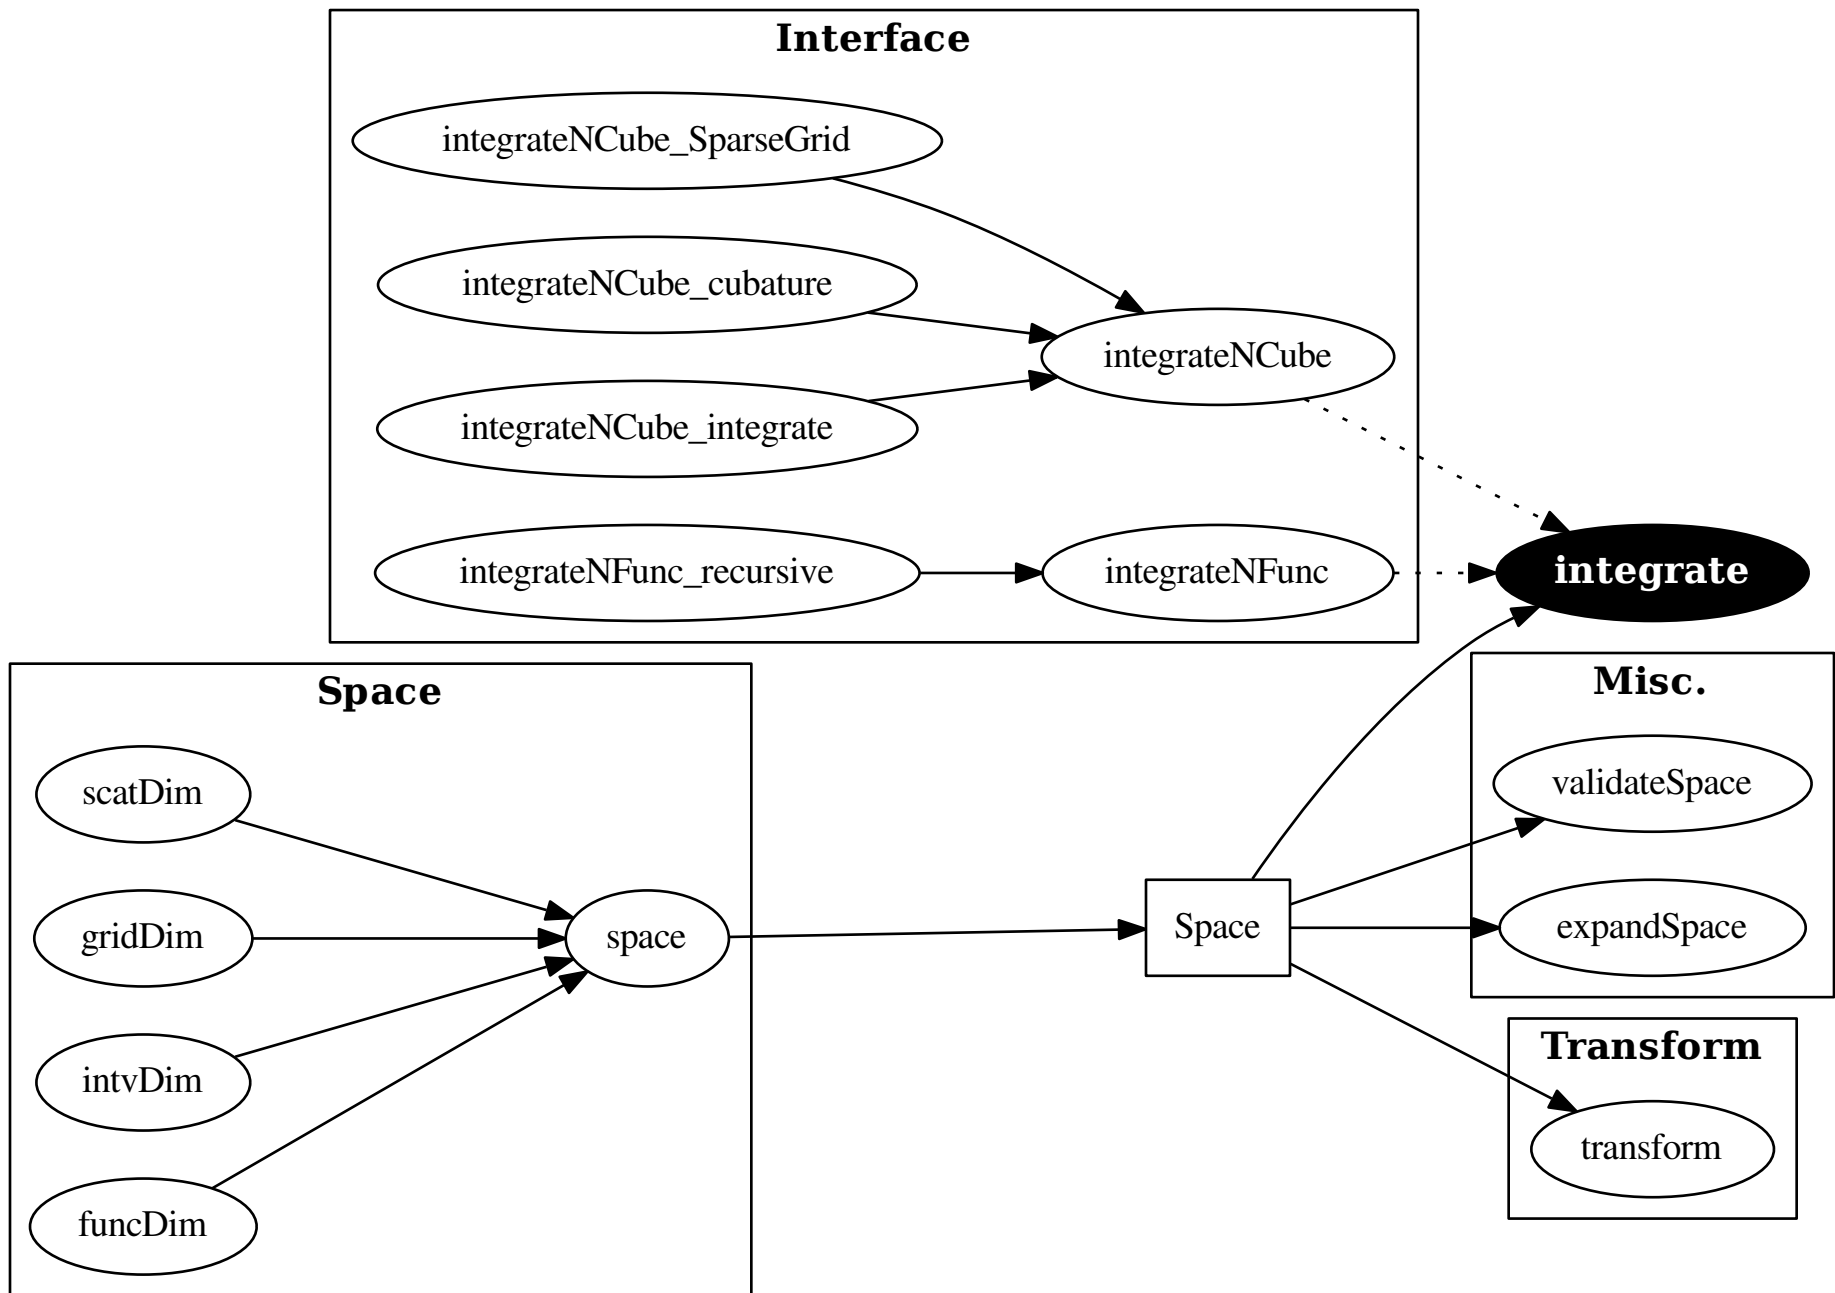 Interface
integrateNCube_SparseGrid
integrateNCube_cubature
integrateNCube
integrateNCube_integrate
integrateNFunc_recursive
integrateNFunc
integrate
Space
scatDim
gridDim
space
intvDim
funcDim
Space
Misc.
validateSpace
expandSpace
Transform
transform